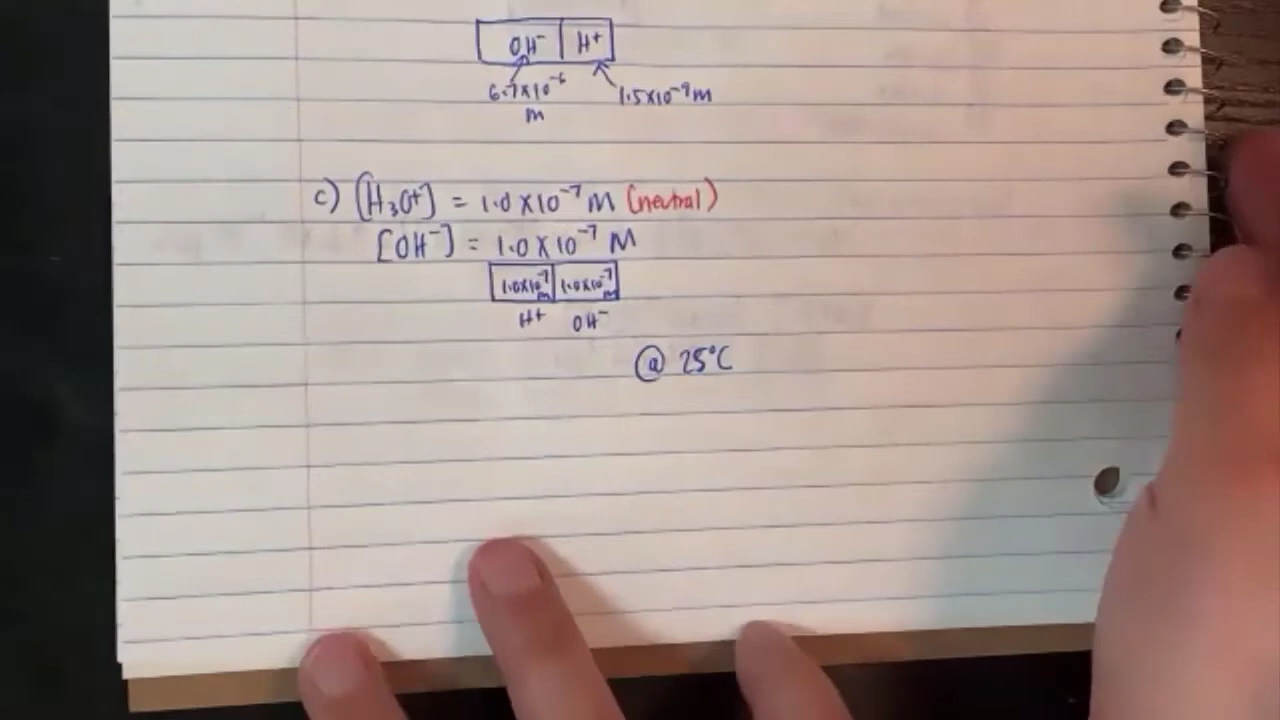 OH⁻ H⁺
6.7x10⁻⁶ 1.5x10⁻⁹m
m
c) [H₃O⁺] = 1.0 x 10⁻⁷ M (neutral)
[OH⁻] = 1.0 x 10⁻⁷ M
1.0x10⁻⁷ 1.0x10⁻⁷
m m
H⁺ OH⁻
@ 25°C